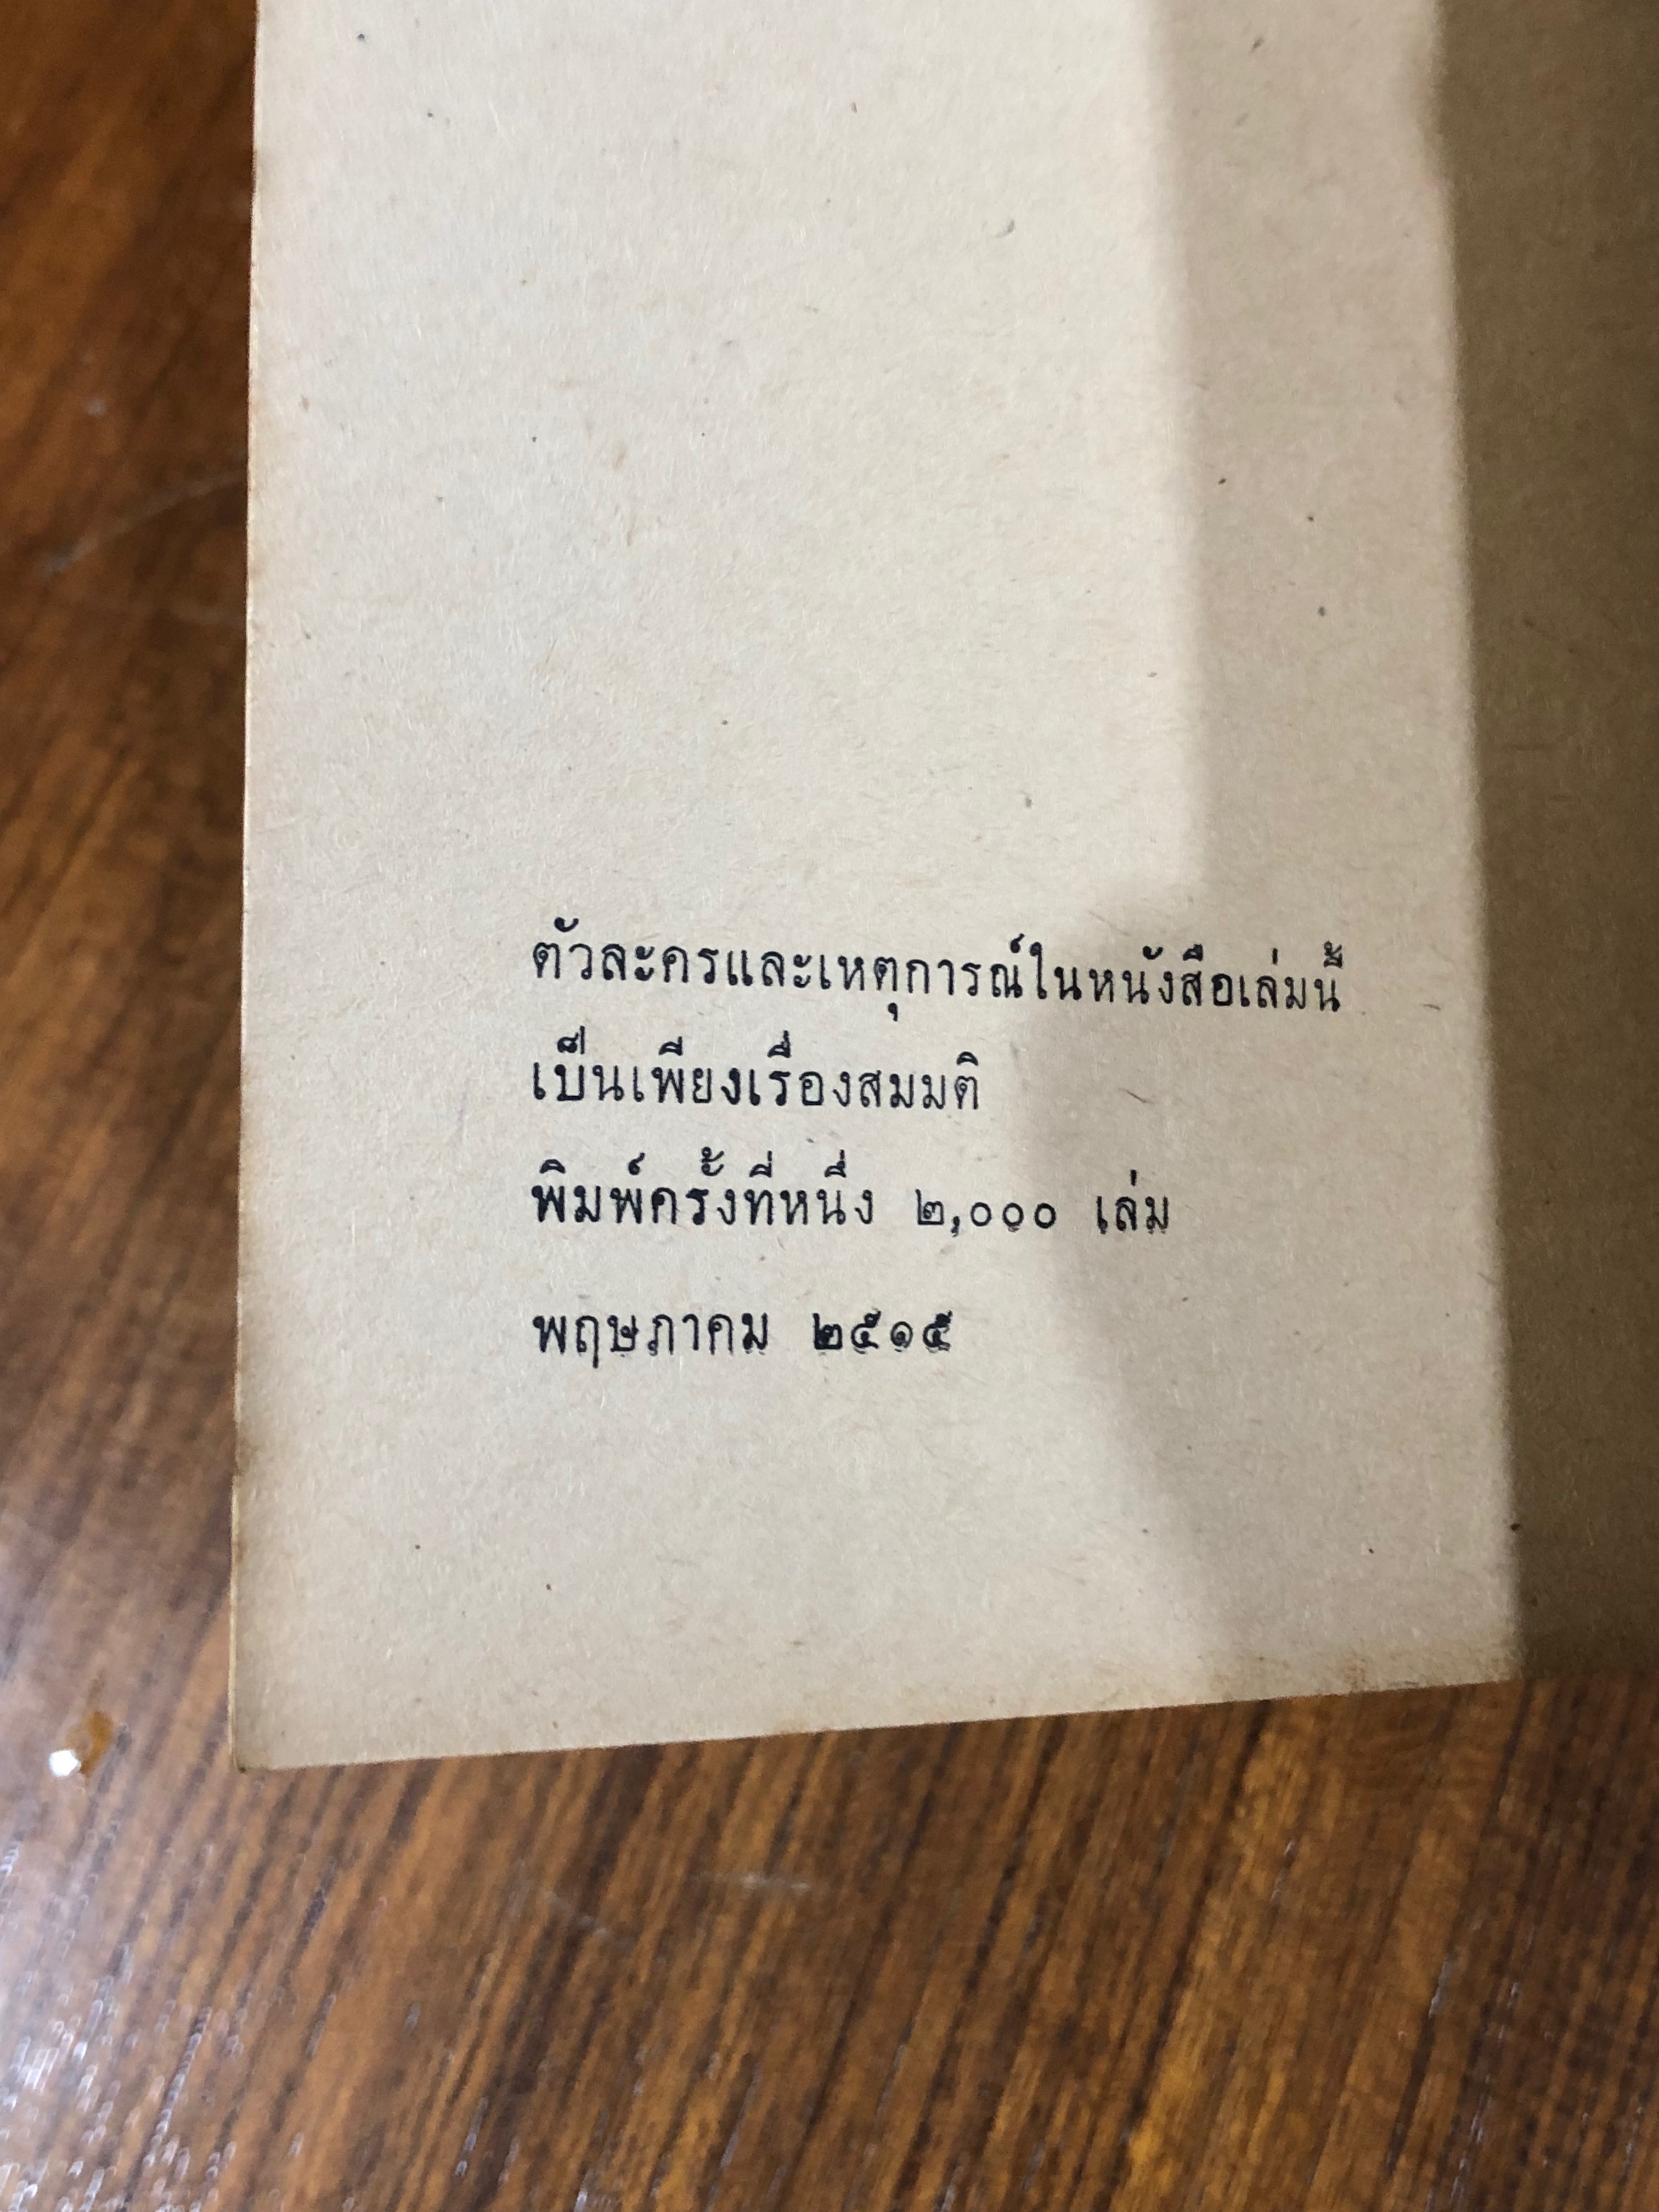 ตัวละครและเหตุการณ์ในหนังสือเล่มนี้
เป็นเพียงเรื่องสมมติ
พิมพ์ครั้งที่หนึ่ง ๒,๐๐๐ เล่ม
พฤษภาคม ๒๕๑๕